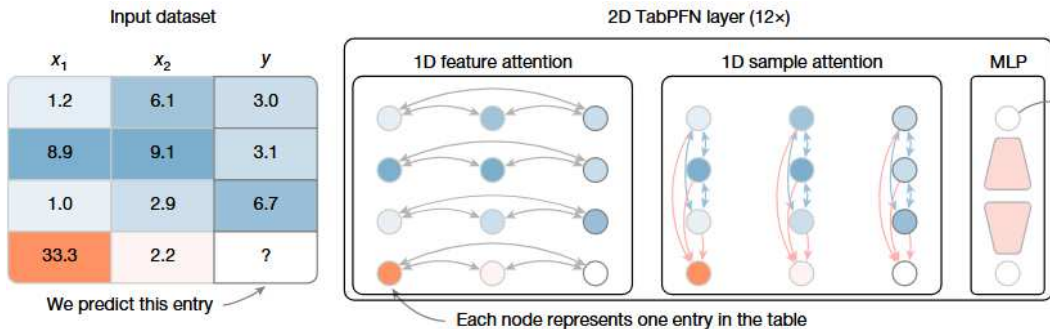 Input dataset
2D TabPFN layer (12×)
x₁ x₂ y
1D feature attention
1D sample attention
MLP
1.2 6.1 3.0
8.9 9.1 3.1
1.0 2.9 6.7
33.3 2.2 ?
We predict this entry
Each node represents one entry in the table